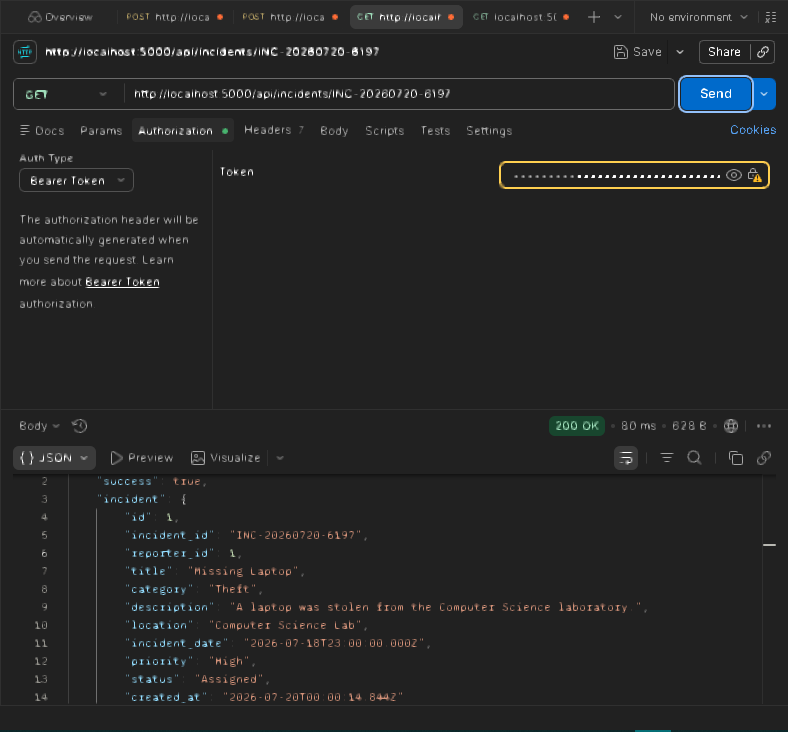 Overview POST http://loca POST http://loca GET http://localh GET localhost:50 No environment
HTTP http://localhost:5000/api/incidents/INC-20260720-6197 Save Share
GET http://localhost:5000/api/incidents/INC-20260720-6197 Send
Docs Params Authorization Headers 7 Body Scripts Tests Settings Cookies
Auth Type
Bearer Token
Token
The authorization header will be
automatically generated when
you send the request. Learn
more about Bearer Token
authorization.
Body 200 OK • 80 ms • 628 B •
{} JSON Preview Visualize
2 "success": true,
3 "incident": {
4 "id": 1,
5 "incident_id": "INC-20260720-6197",
6 "reporter_id": 1,
7 "title": "Missing Laptop",
8 "category": "Theft",
9 "description": "A laptop was stolen from the Computer Science laboratory.",
10 "location": "Computer Science Lab",
11 "incident_date": "2026-07-18T23:00:00.000Z",
12 "priority": "High",
13 "status": "Assigned",
14 "created_at": "2026-07-20T00:00:14.844Z"